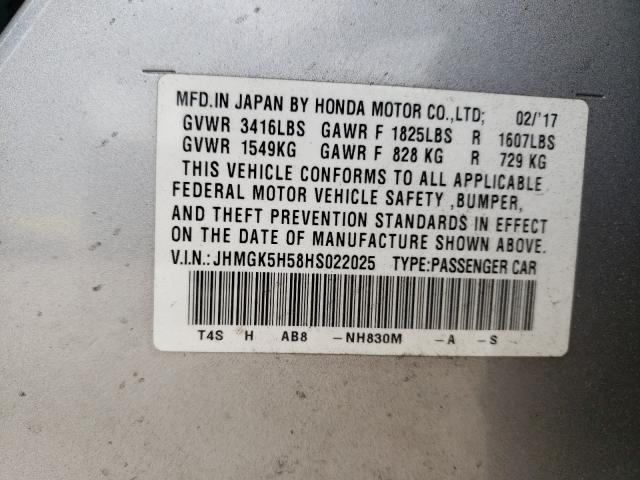 MFD.IN JAPAN BY HONDA MOTOR CO.,LTD; 02/'17
GVWR 3416LBS GAWR F 1825LBS R 1607LBS
GVWR 1549KG GAWR F 828 KG R 729 KG
THIS VEHICLE CONFORMS TO ALL APPLICABLE
FEDERAL MOTOR VEHICLE SAFETY ,BUMPER,
AND THEFT PREVENTION STANDARDS IN EFFECT
ON THE DATE OF MANUFACTURE SHOWN ABOVE.
V.I.N.: JHMGK5H58HS022025 TYPE:PASSENGER CAR
T4S H AB8 -NH830M -A -S